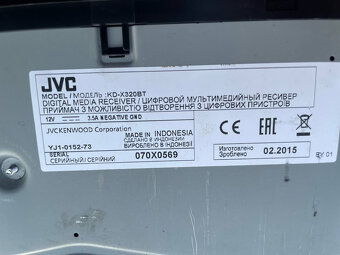 JVC
MODEL / МОДЕЛЬ :KD-X320BT
DIGITAL MEDIA RECEIVER / ЦИФРОВОЙ МУЛЬТИМЕДИЙНЫЙ РЕСИВЕР
ПРИЙМАЧ З МОЖЛИВІСТЮ ВІДТВОРЕННЯ З ЦИФРОВИХ ПРИСТРОЇВ
12V ⎓ 3.5A NEGATIVE GND
JVCKENWOOD Corporation
MADE IN INDONESIA
СДЕЛАНО В ИНДОНЕЗИИ
ВИРОБЛЕНО В ІНДОНЕЗІЇ
YJ1-0152-73
SERIAL
СЕРИЙНЫЙ / СЕРІЙНИЙ
070X0569
CE EAC
Изготовлено
Зроблено
02.2015